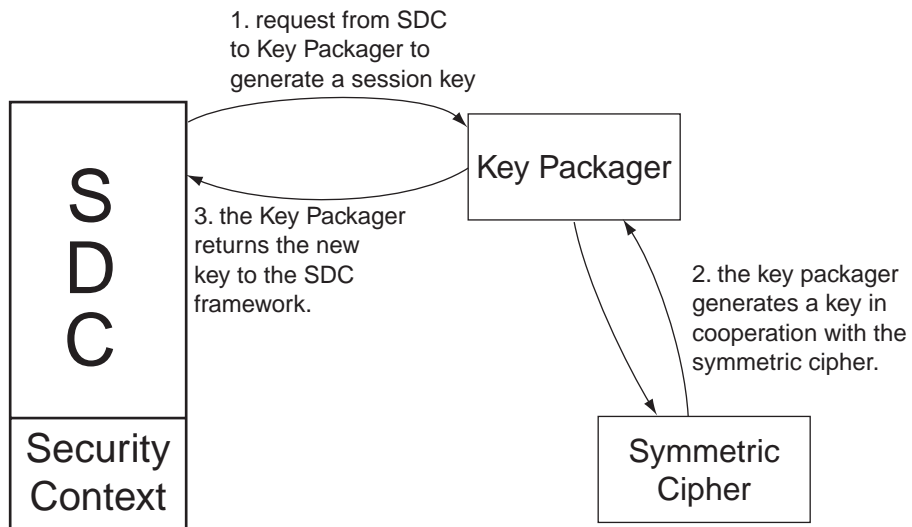 1. request from SDC
to Key Packager to
generate a session key
S
D
C
Key Packager
3. the Key Packager
returns the new
key to the SDC
framework.
2. the key packager
generates a key in
cooperation with the
symmetric cipher.
Security
Context
Symmetric
Cipher